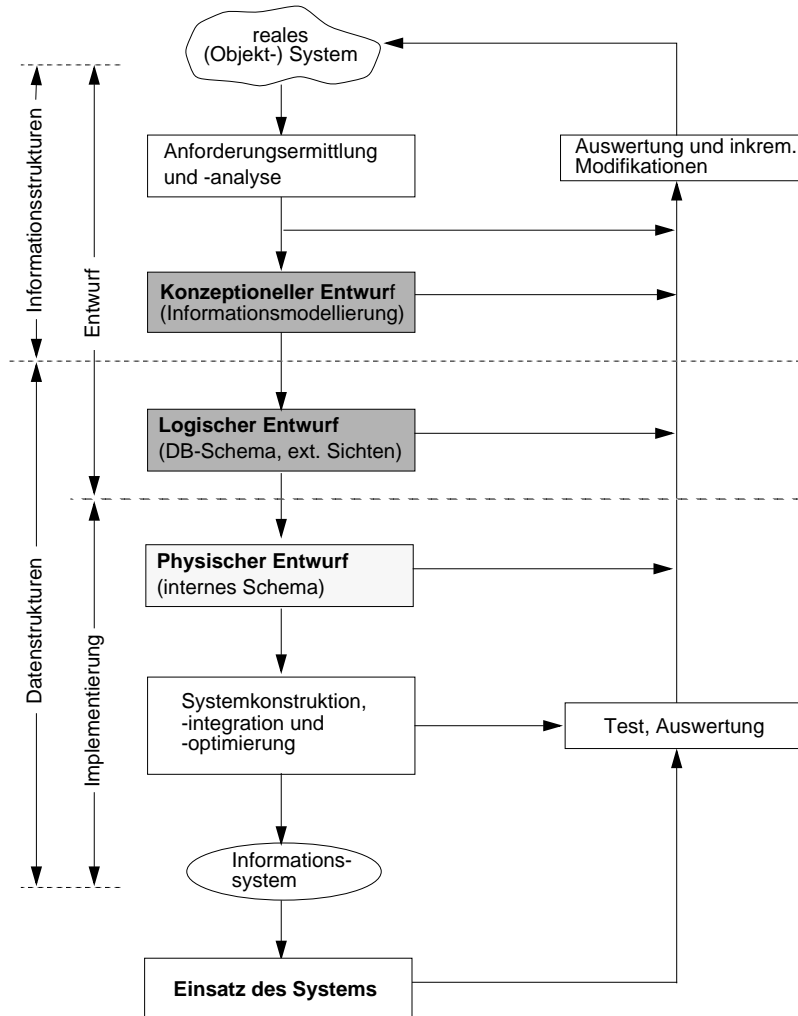 reales
(Objekt-) System
Anforderungsermittlung
und -analyse
Auswertung und inkrem.
Modifikationen
Informationsstrukturen
Entwurf
Konzeptioneller Entwurf
(Informationsmodellierung)
Logischer Entwurf
(DB-Schema, ext. Sichten)
Physischer Entwurf
(internes Schema)
Datenstrukturen
Implementierung
Systemkonstruktion,
-integration und
-optimierung
Test, Auswertung
Informations-
system
Einsatz des Systems